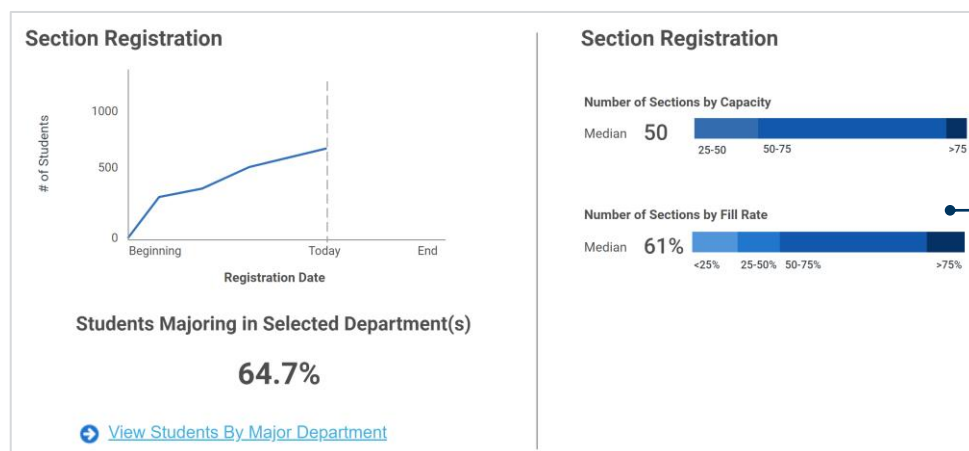 Section Registration
# of Students
1000
500
0
Beginning Today End
Registration Date
Students Majoring in Selected Department(s)
64.7%
View Students By Major Department
Section Registration
Number of Sections by Capacity
Median 50
25-50 50-75 >75
Number of Sections by Fill Rate
Median 61%
<25% 25-50% 50-75% >75%